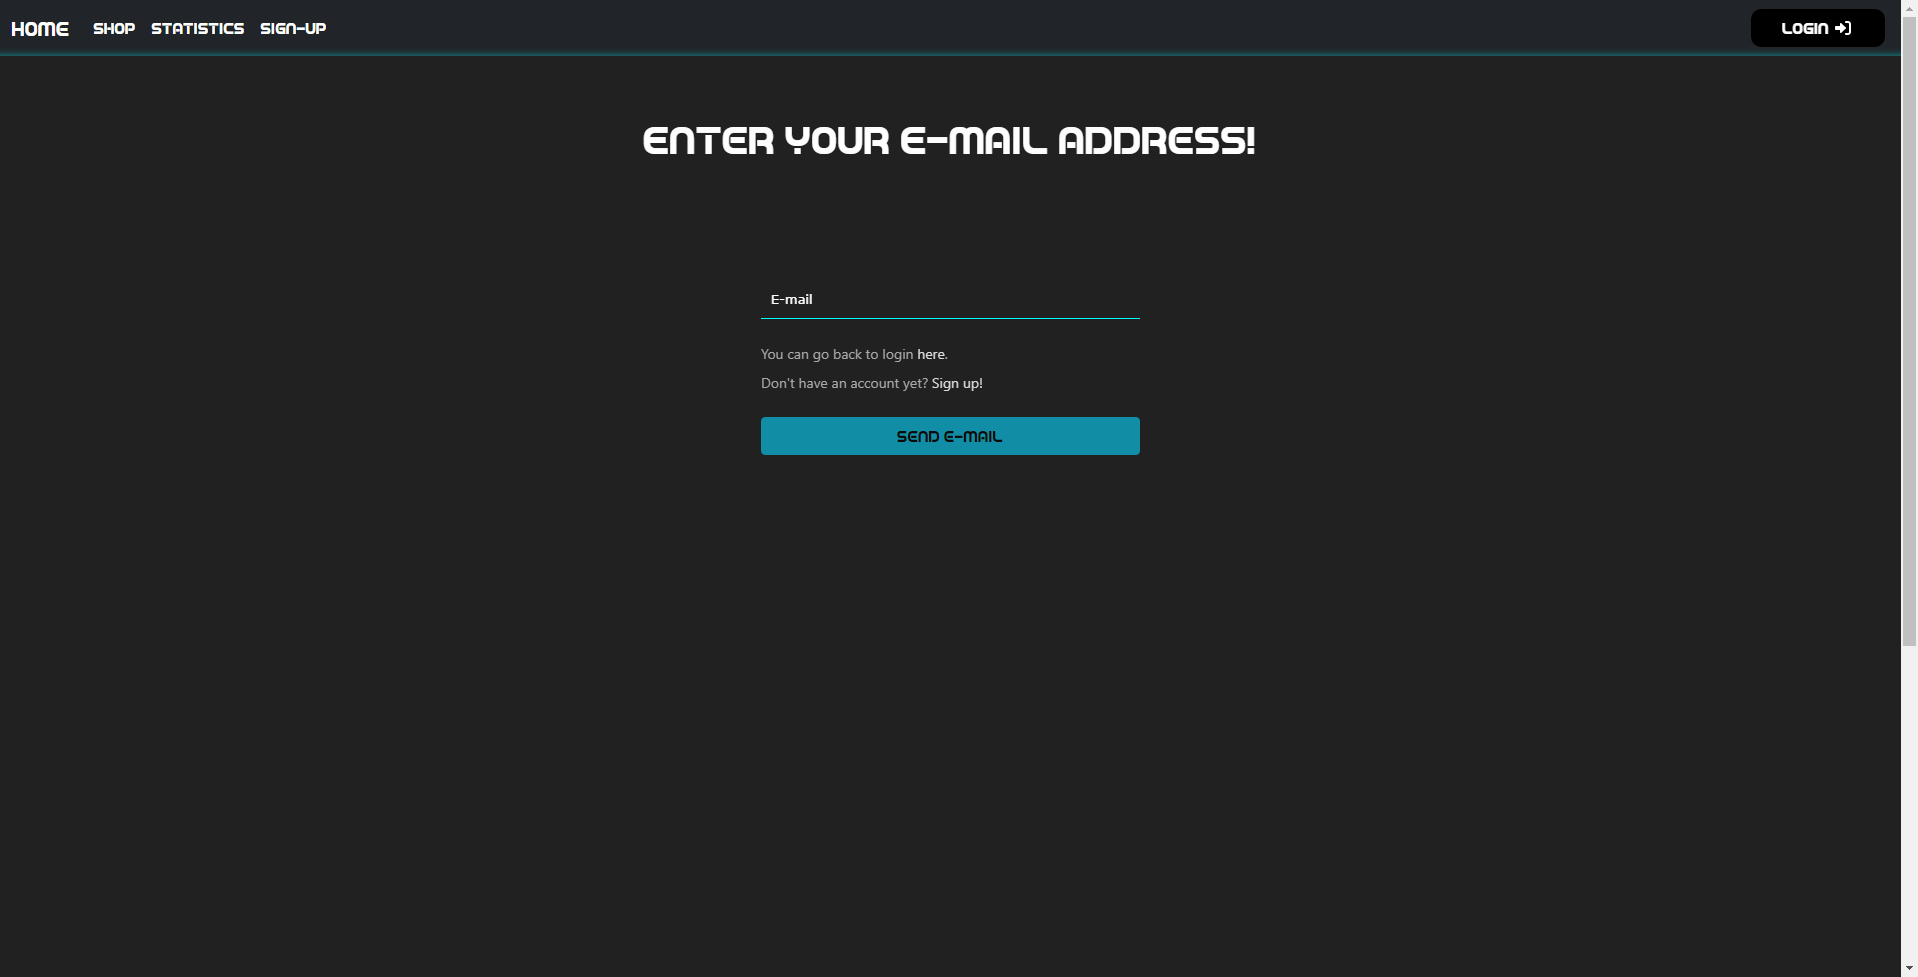 HOME SHOP STATISTICS SIGN-UP LOGIN
ENTER YOUR E-MAIL ADDRESS!
E-mail
You can go back to login here.
Don't have an account yet? Sign up!
SEND E-MAIL